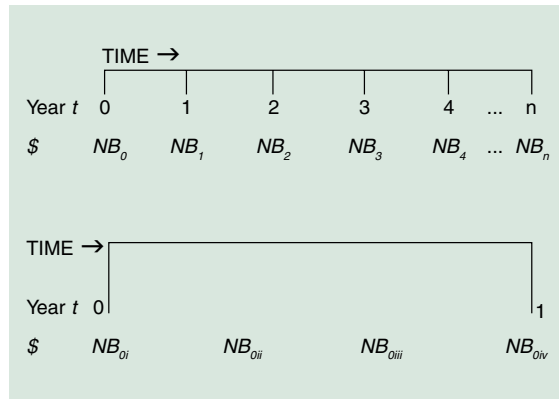 TIME →
Year t 0 1 2 3 4 ... n
$ NB₀ NB₁ NB₂ NB₃ NB₄ ... NBₙ
TIME →
Year t 0 1
$ NB₀ᵢ NB₀ᵢᵢ NB₀ᵢᵢᵢ NB₀ᵢᵥ